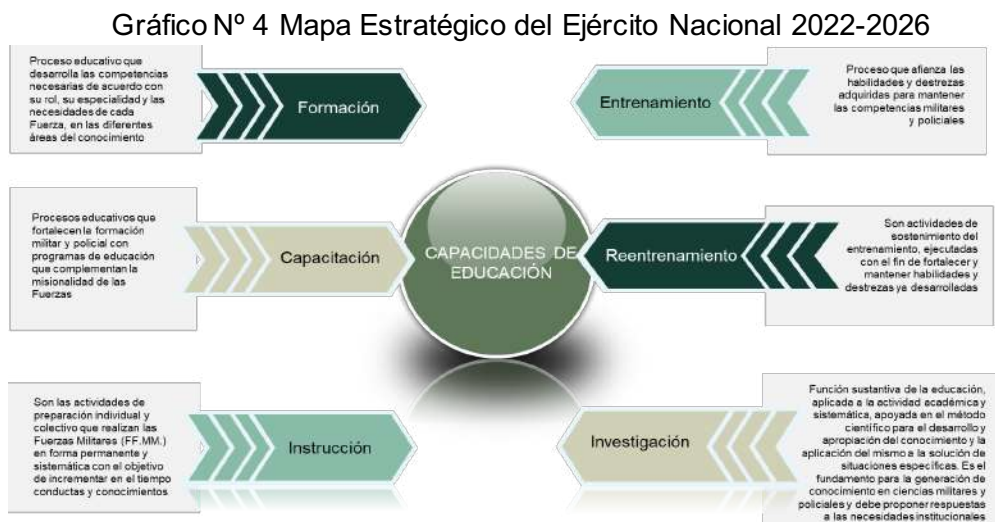 Gráfico Nº 4 Mapa Estratégico del Ejército Nacional 2022-2026
Proceso educativo que
desarrolla las competencias
necesarias de acuerdo con
su rol, su especialidad y las
necesidades de cada
Fuerza, en las diferentes
áreas del conocimiento
Formación
Entrenamiento
Proceso que afianza las
habilidades y destrezas
adquiridas para mantener
las competencias militares
y policiales
Procesos educativos que
fortalecen la formación
militar y policial con
programas de educación
que complementan la
misionalidad de las
Fuerzas
Capacitación
CAPACIDADES DE
EDUCACIÓN
Reentrenamiento
Son actividades de
sostenimiento del
entrenamiento, ejecutadas
con el fin de fortalecer y
mantener habilidades y
destrezas ya desarrolladas
Son las actividades de
preparación individual y
colectivo que realizan las
Fuerzas Militares (FF.MM.)
en forma permanente y
sistemática con el objetivo
de incrementar en el tiempo
conductas y conocimientos
Instrucción
Investigación
Función sustantiva de la educación,
aplicada a la actividad académica y
sistemática, apoyada en el método
científico para el desarrollo y
apropiación del conocimiento y la
aplicación del mismo a la solución de
situaciones específicas. Es el
fundamento para la generación de
conocimiento en ciencias militares y
policiales y debe proponer respuestas
a las necesidades institucionales